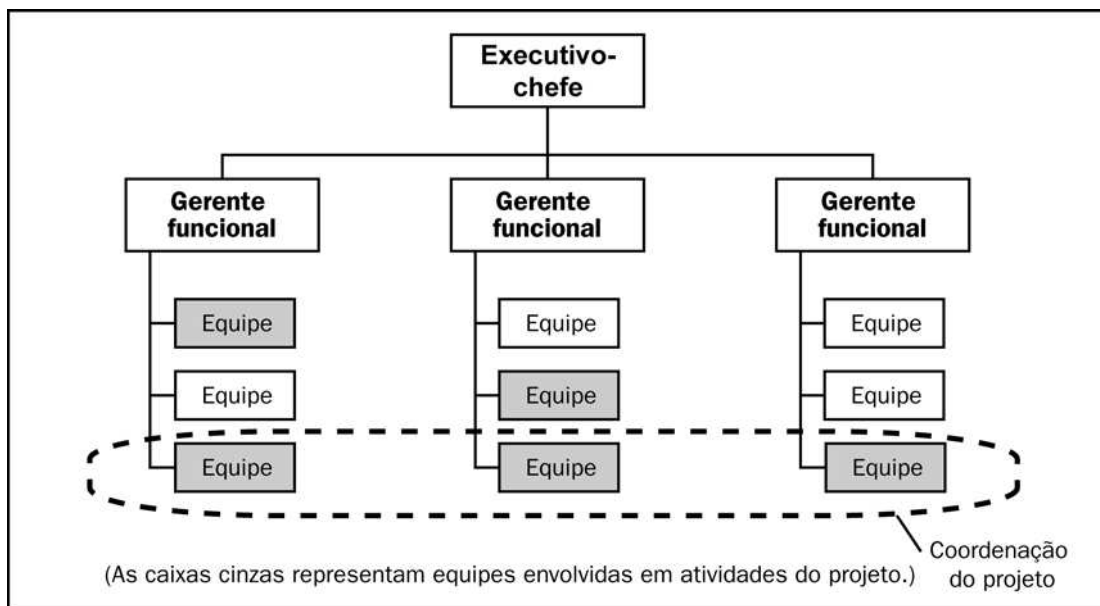 Executivo-
chefe
Gerente
funcional
Gerente
funcional
Gerente
funcional
Equipe
Equipe
Equipe
Equipe
Equipe
Equipe
Equipe
Equipe
Equipe
Coordenação
do projeto
(As caixas cinzas representam equipes envolvidas em atividades do projeto.)